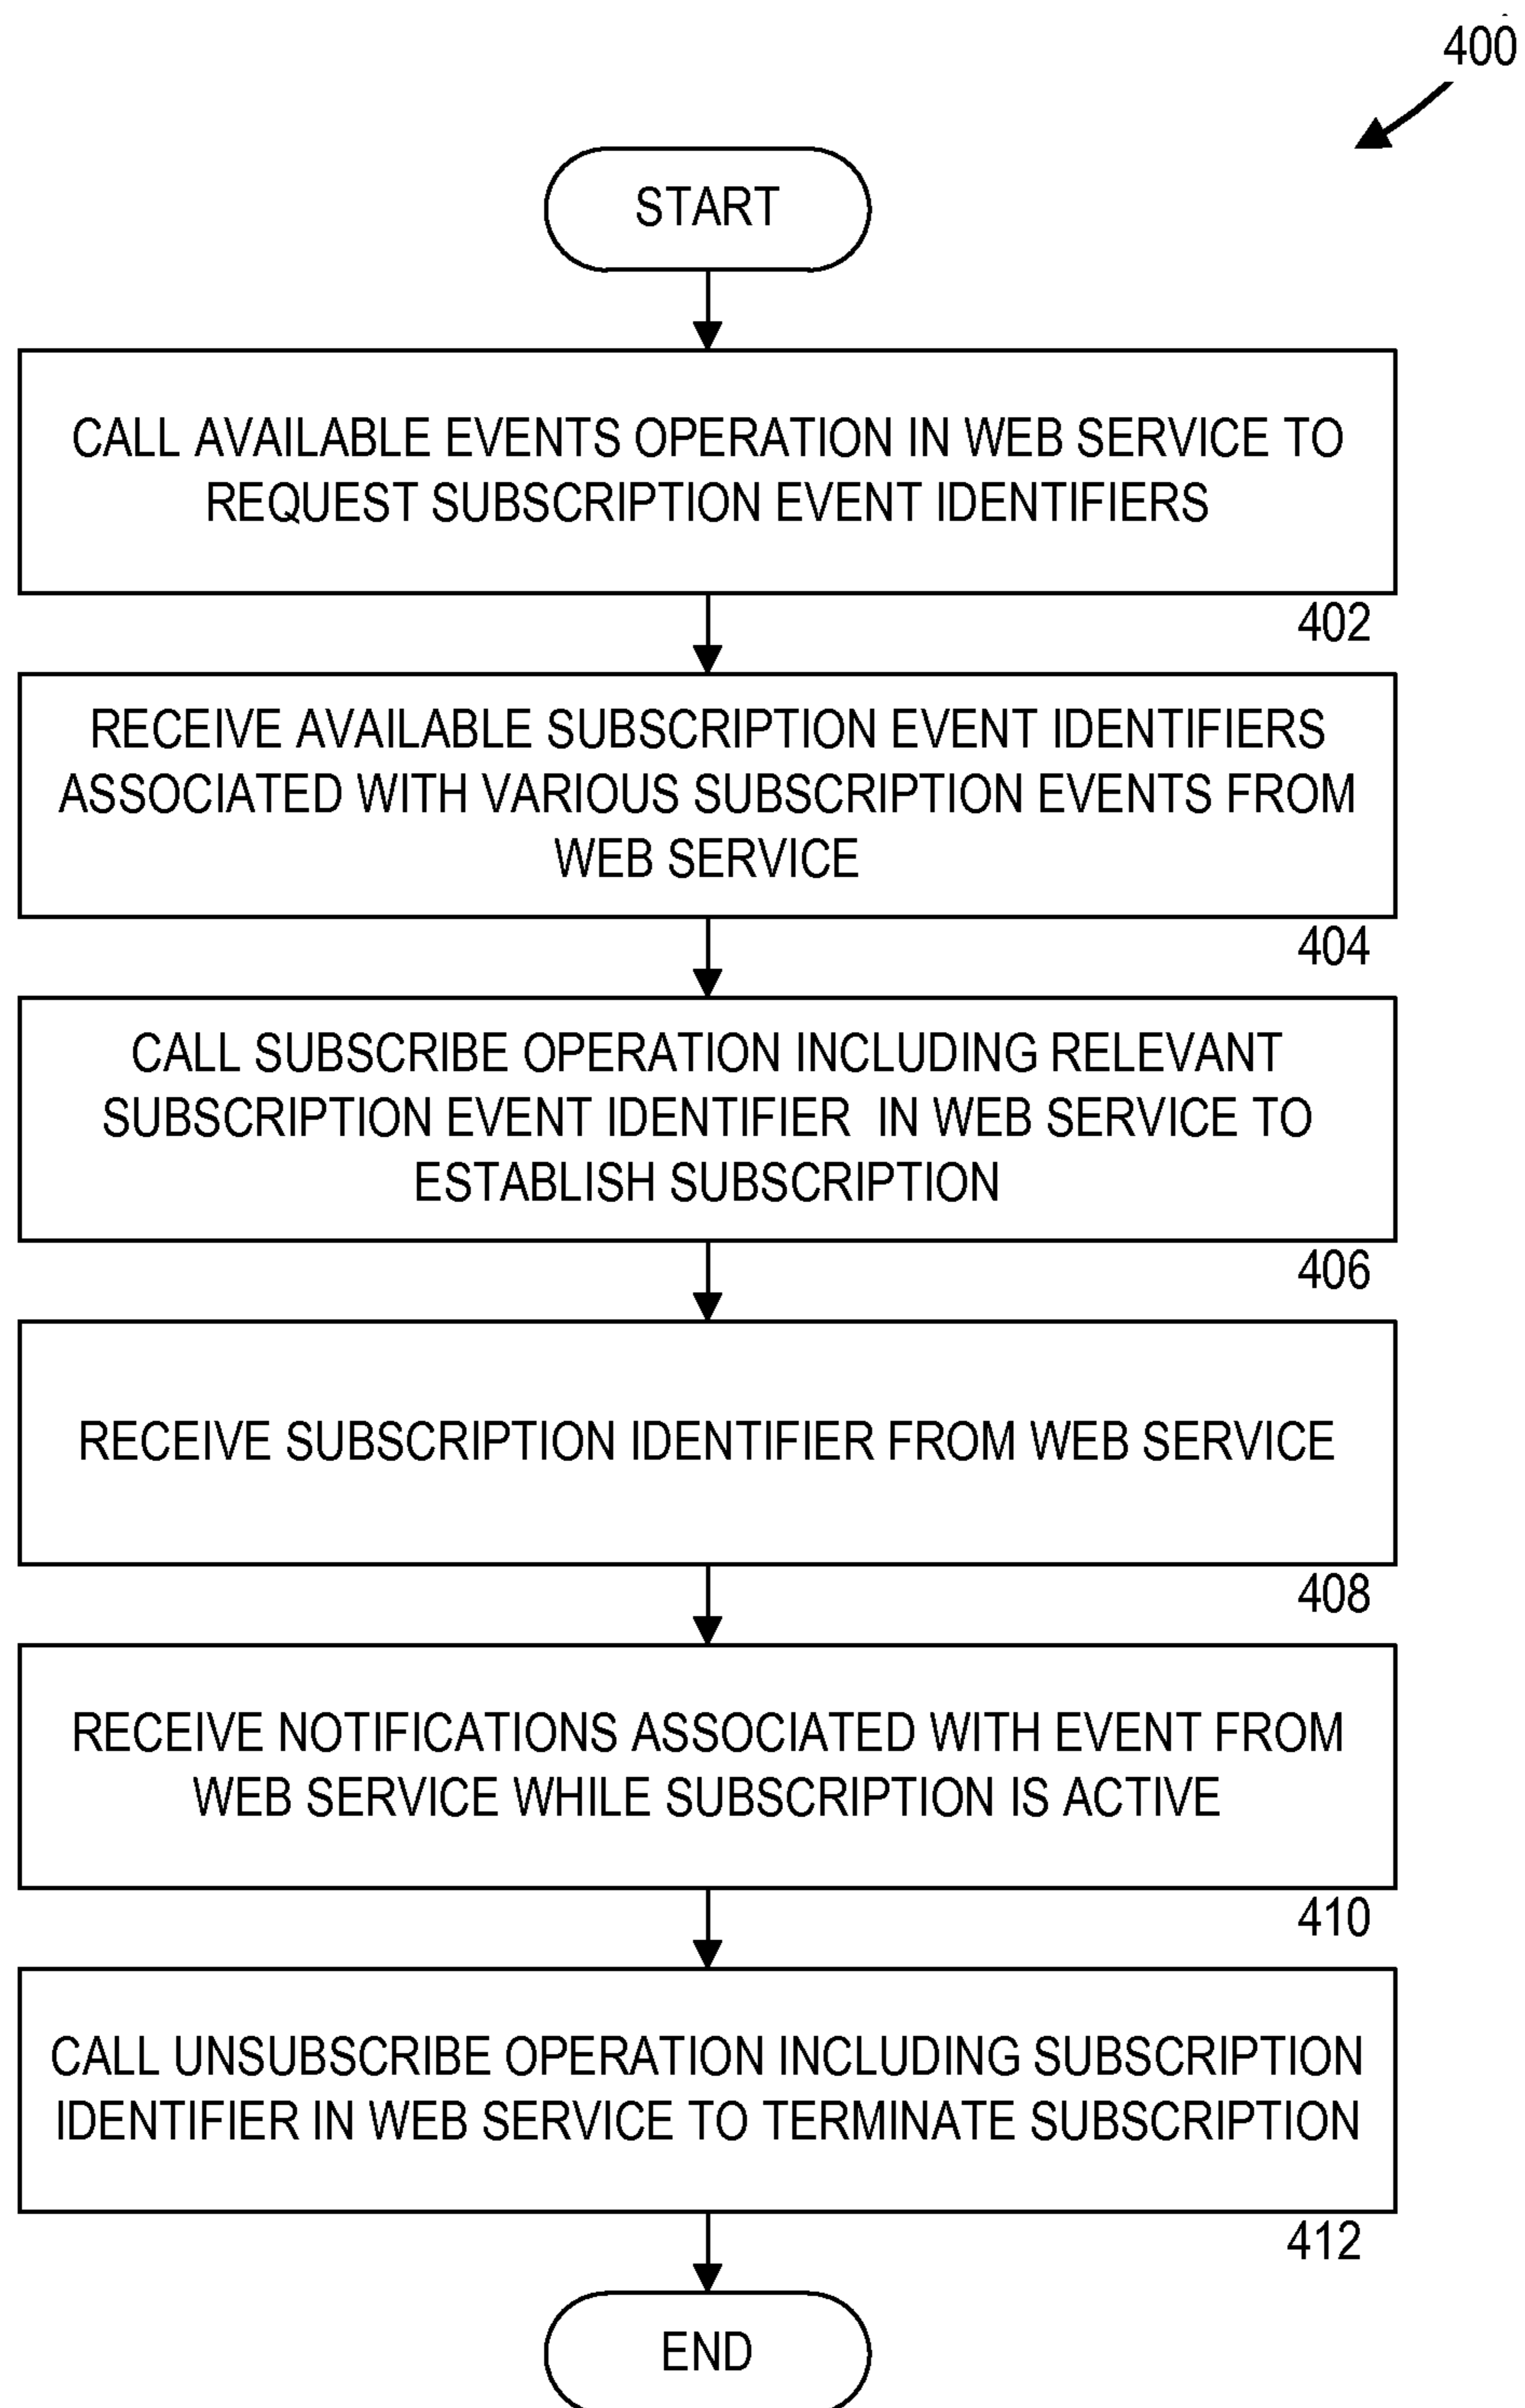 400
START
CALL AVAILABLE EVENTS OPERATION IN WEB SERVICE TO
REQUEST SUBSCRIPTION EVENT IDENTIFIERS
402
RECEIVE AVAILABLE SUBSCRIPTION EVENT IDENTIFIERS
ASSOCIATED WITH VARIOUS SUBSCRIPTION EVENTS FROM
WEB SERVICE
404
CALL SUBSCRIBE OPERATION INCLUDING RELEVANT
SUBSCRIPTION EVENT IDENTIFIER IN WEB SERVICE TO
ESTABLISH SUBSCRIPTION
406
RECEIVE SUBSCRIPTION IDENTIFIER FROM WEB SERVICE
408
RECEIVE NOTIFICATIONS ASSOCIATED WITH EVENT FROM
WEB SERVICE WHILE SUBSCRIPTION IS ACTIVE
410
CALL UNSUBSCRIBE OPERATION INCLUDING SUBSCRIPTION
IDENTIFIER IN WEB SERVICE TO TERMINATE SUBSCRIPTION
412
END